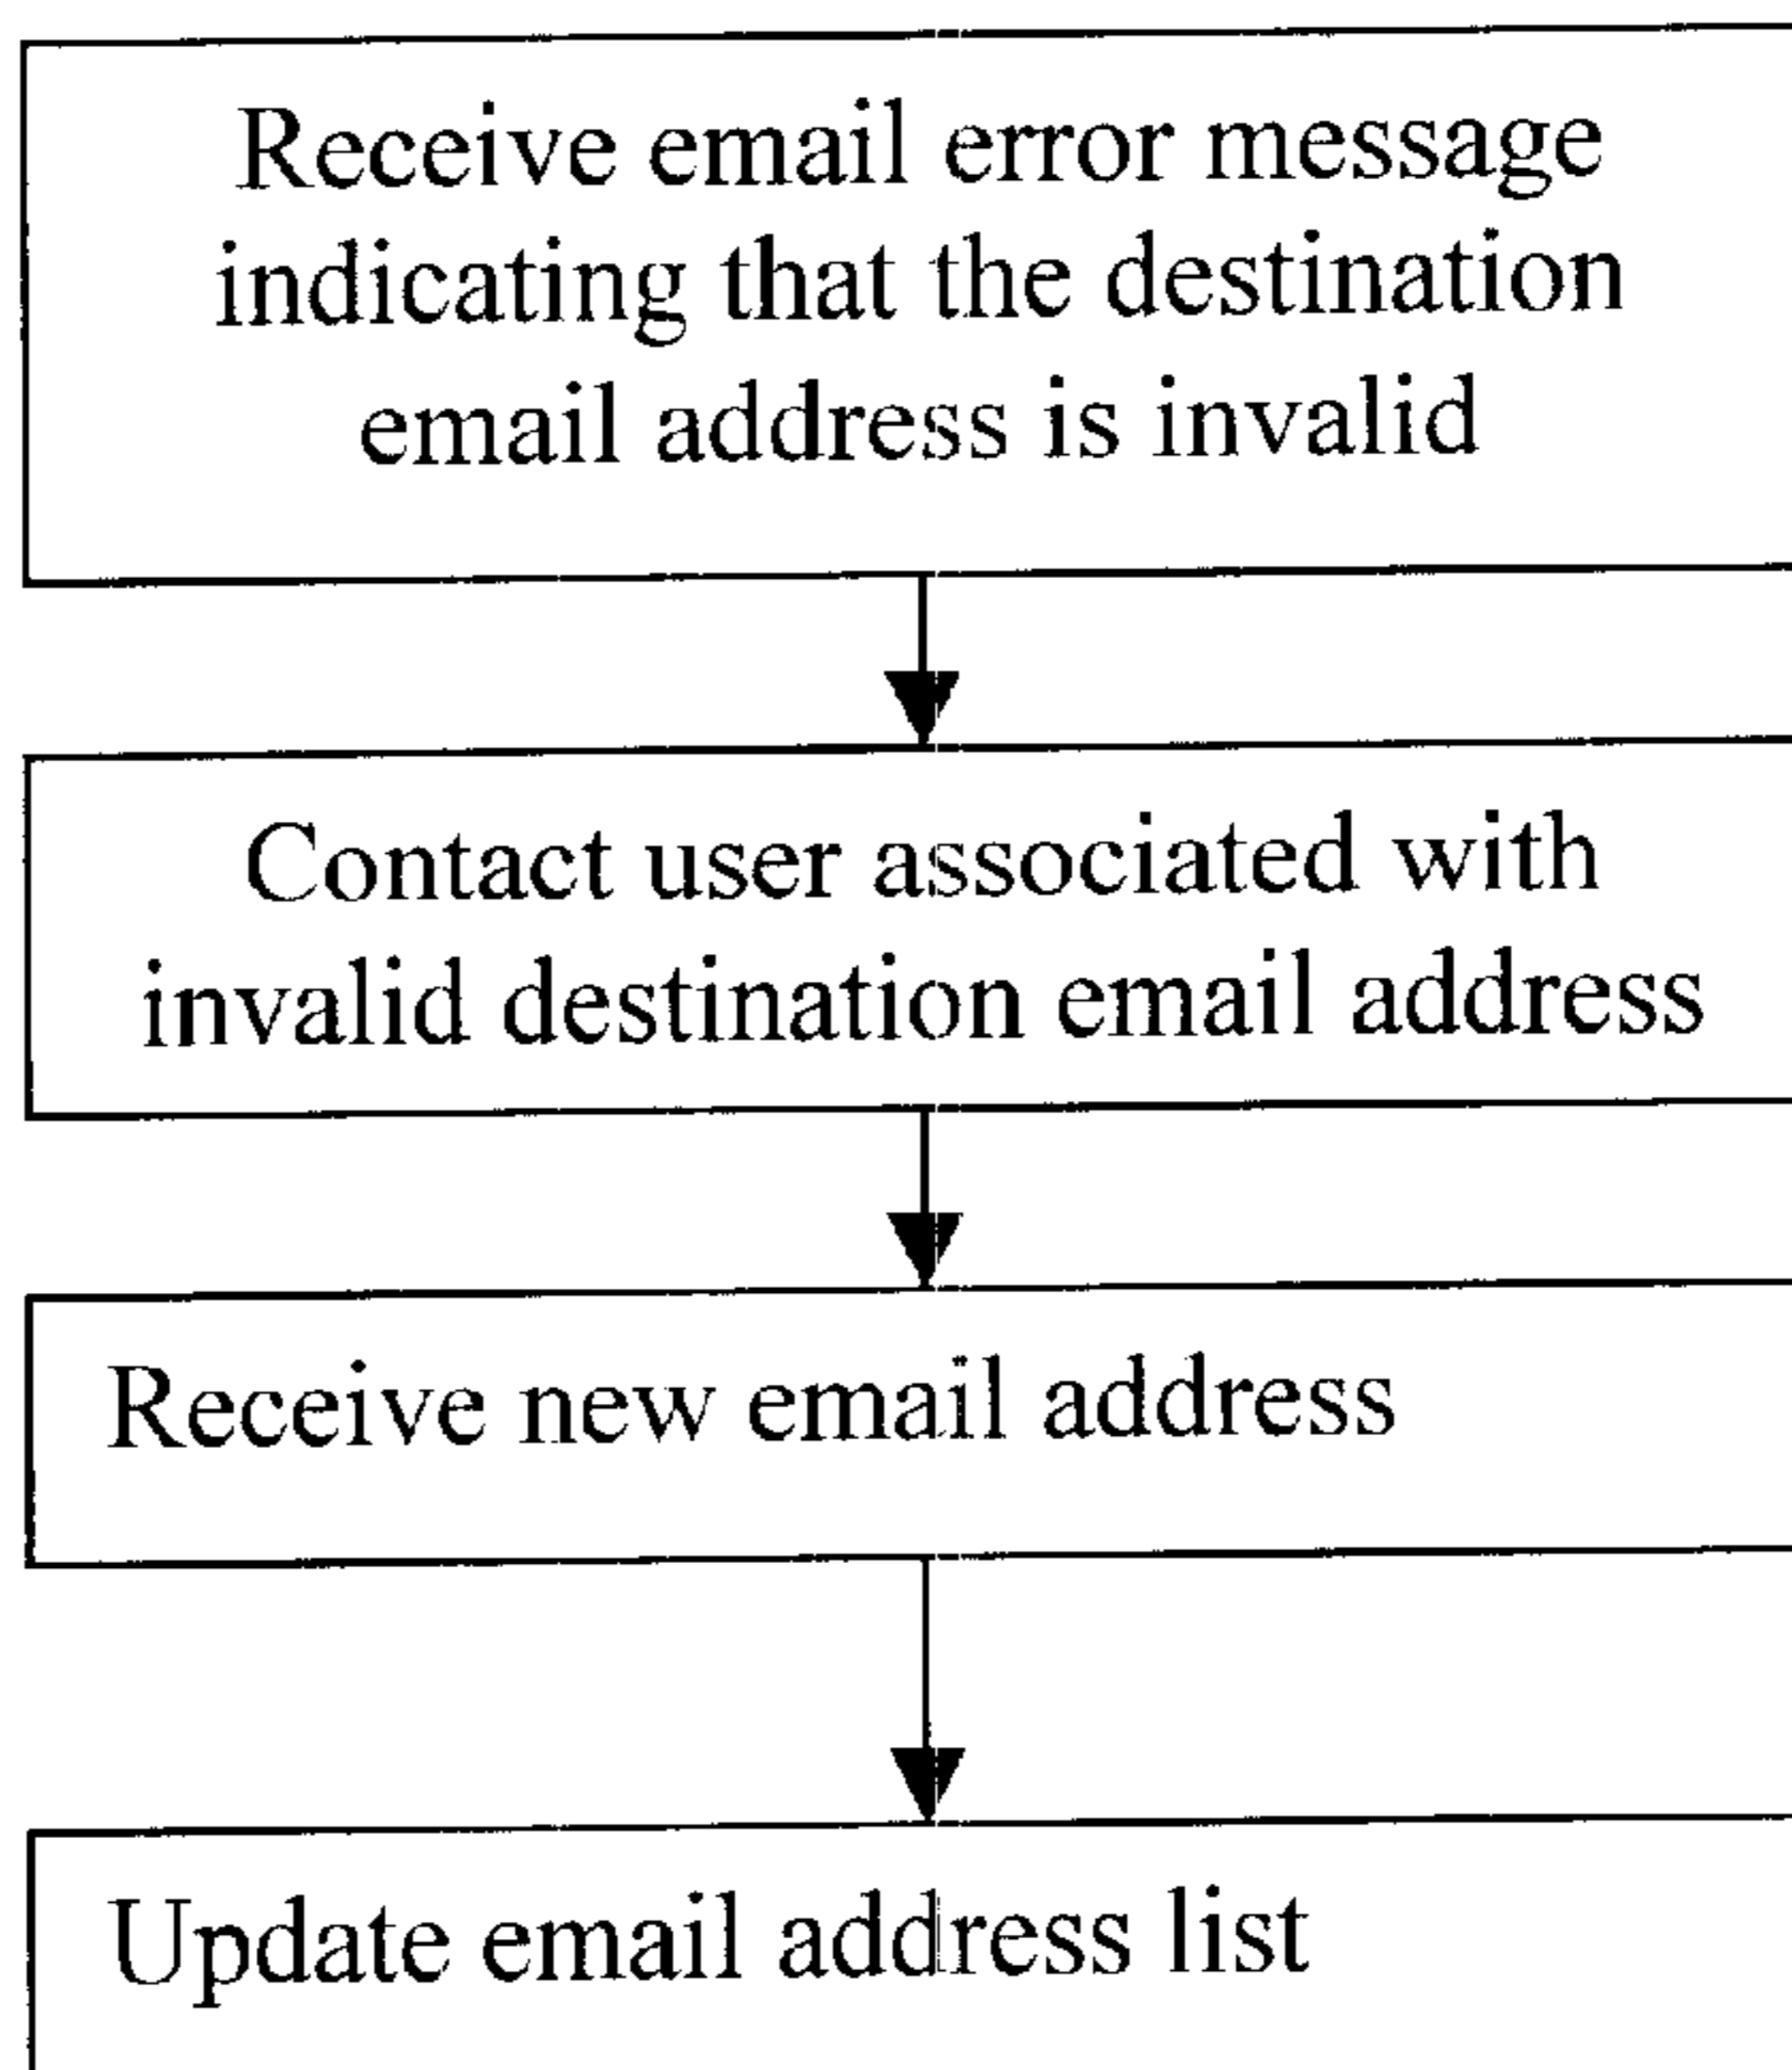 Receive email error message
indicating that the destination
email address is invalid
Contact user associated with
invalid destination email address
Receive new email address
Update email address list